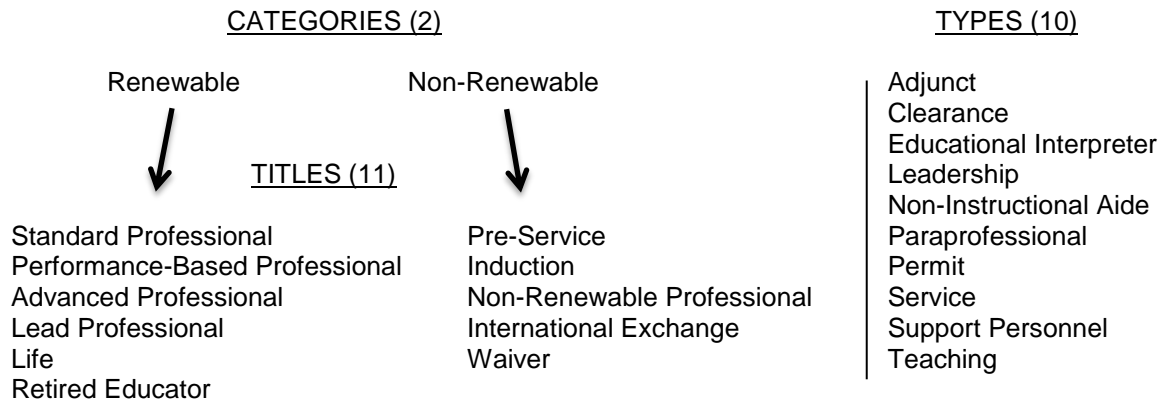 CATEGORIES (2)
Renewable
Non-Renewable
TITLES (11)
Standard Professional
Performance-Based Professional
Advanced Professional
Lead Professional
Life
Retired Educator
Pre-Service
Induction
Non-Renewable Professional
International Exchange
Waiver
TYPES (10)
Adjunct
Clearance
Educational Interpreter
Leadership
Non-Instructional Aide
Paraprofessional
Permit
Service
Support Personnel
Teaching